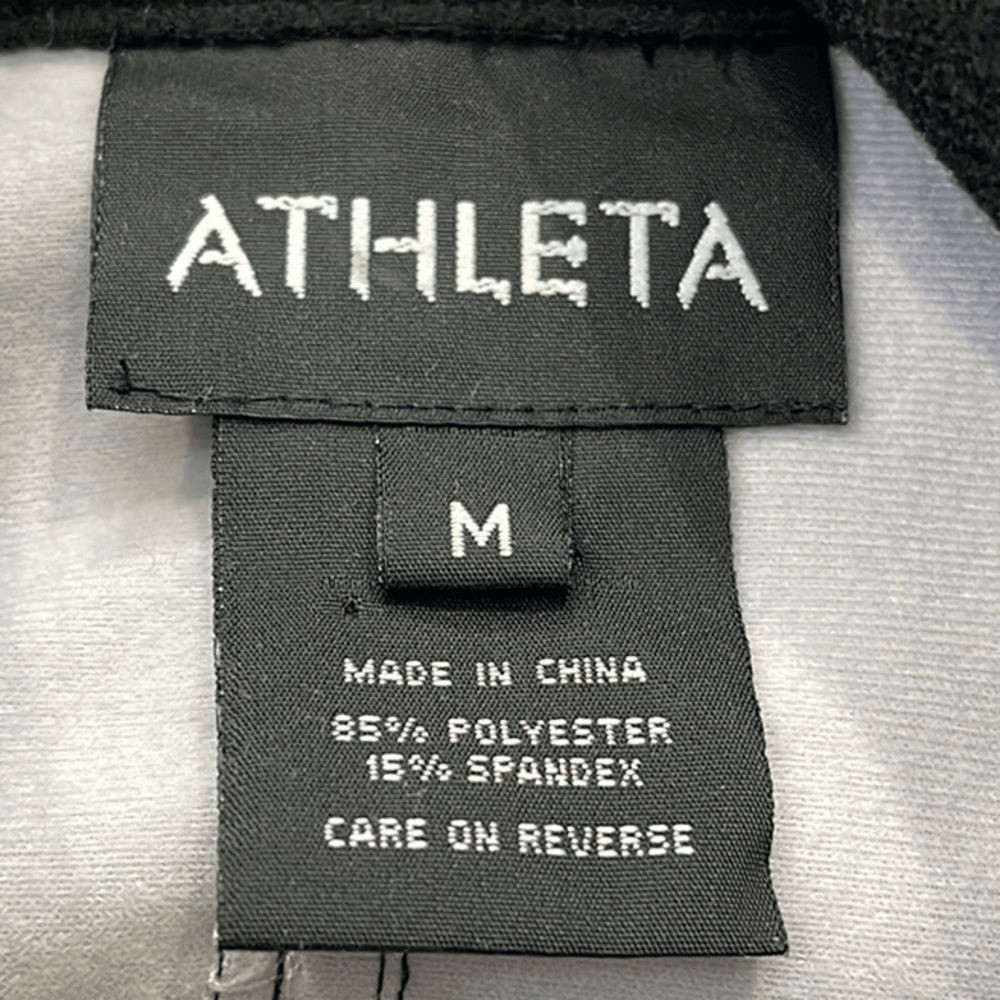 ATHLETA
M
MADE IN CHINA
85% POLYESTER
15% SPANDEX
CARE ON REVERSE